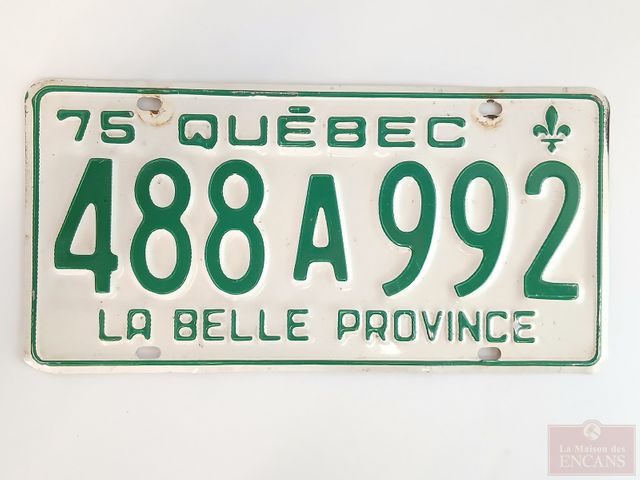 75 QUÉBEC
488 A 992
LA BELLE PROVINCE
La Maison des
ENCANS